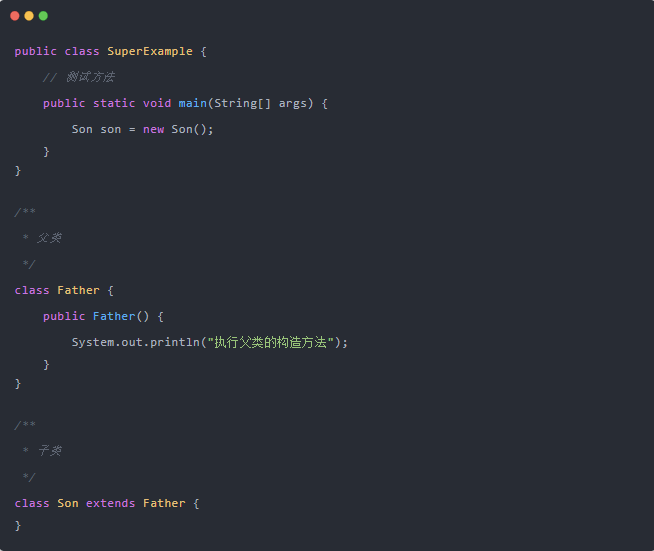 public class SuperExample {
// 测试方法
public static void main(String[] args) {
Son son = new Son();
}
}
/**
* 父类
*/
class Father {
public Father() {
System.out.println("执行父类的构造方法");
}
}
/**
* 子类
*/
class Son extends Father {
}